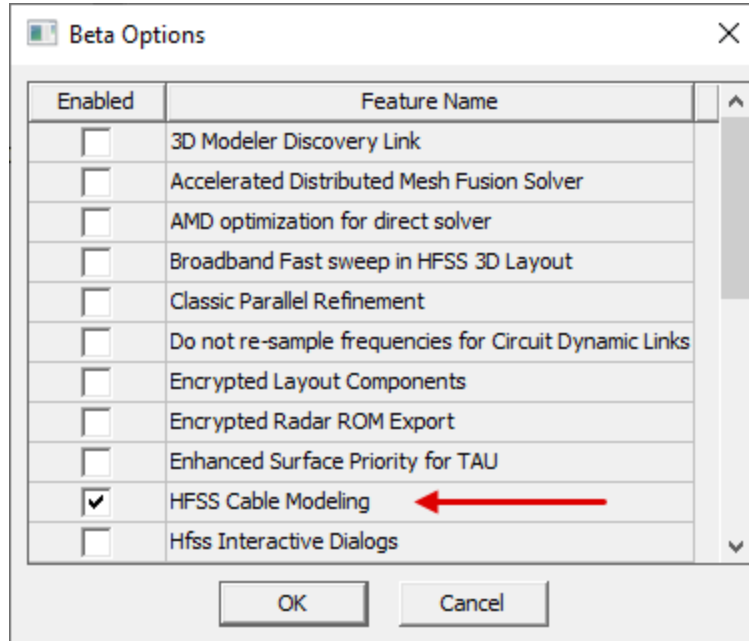 Beta Options
Enabled Feature Name
3D Modeler Discovery Link
Accelerated Distributed Mesh Fusion Solver
AMD optimization for direct solver
Broadband Fast sweep in HFSS 3D Layout
Classic Parallel Refinement
Do not re-sample frequencies for Circuit Dynamic Links
Encrypted Layout Components
Encrypted Radar ROM Export
Enhanced Surface Priority for TAU
HFSS Cable Modeling
Hfss Interactive Dialogs
OK Cancel